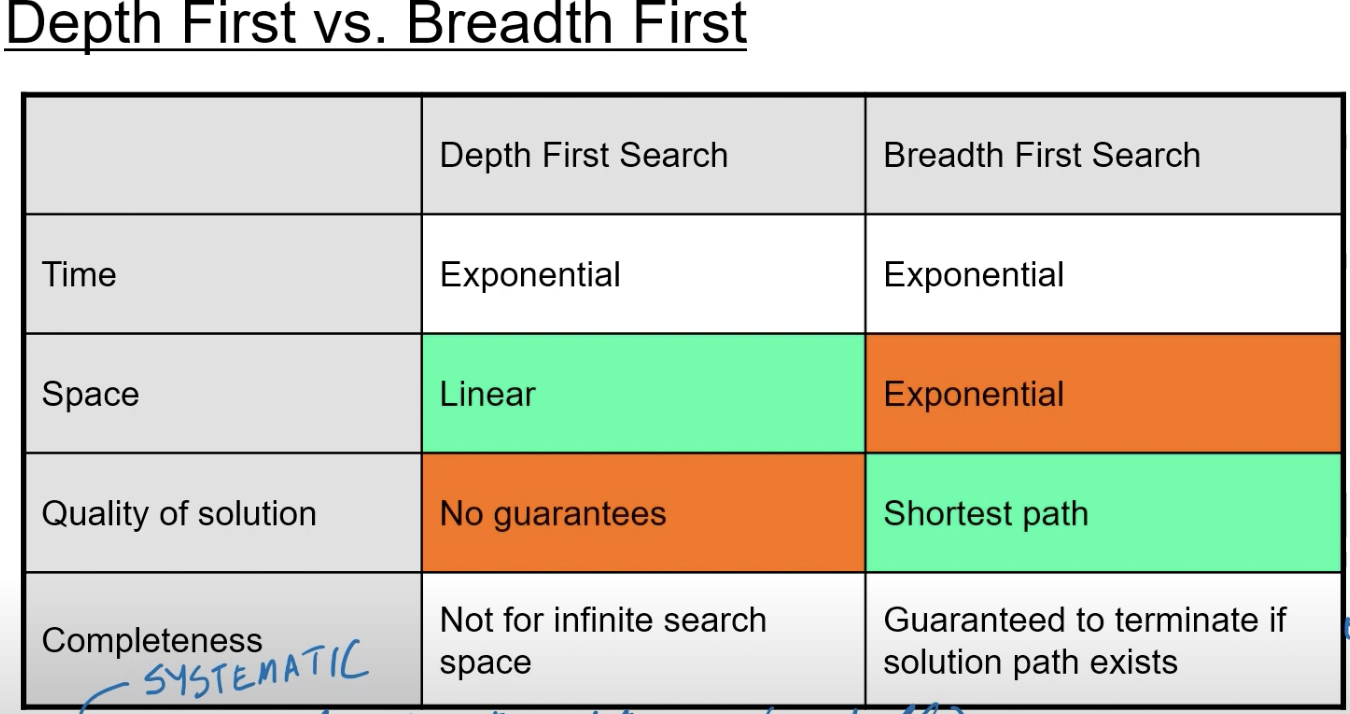 Depth First vs. Breadth First
Depth First Search
Breadth First Search
Time
Exponential
Exponential
Space
Linear
Exponential
Quality of solution
No guarantees
Shortest path
Completeness
SYSTEMATIC
Not for infinite search
space
Guaranteed to terminate if
solution path exists